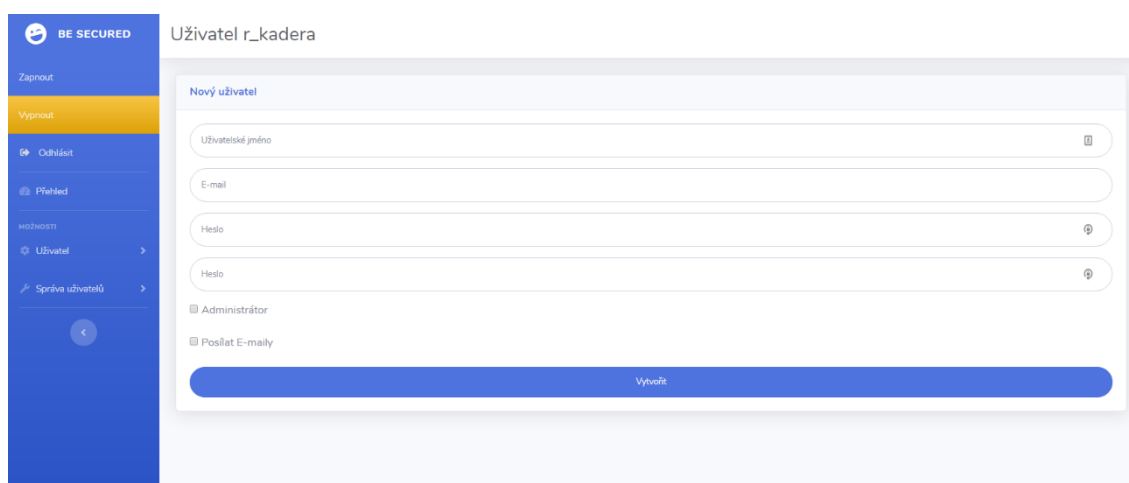 BE SECURED
Zapnout
Vypnout
Odhlásit
Přehled
MOŽNOSTI
Uživatel
Správa uživatelů
Uživatel r_kadera
Nový uživatel
Uživatelské jméno
E-mail
Heslo
Heslo
Administrátor
Posílat E-maily
Vytvořit